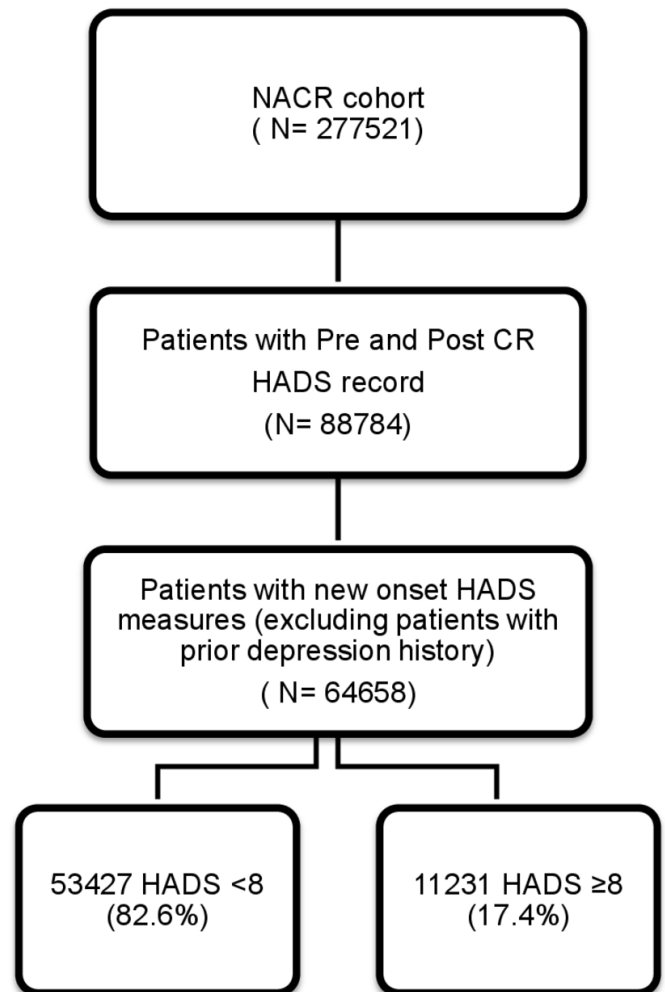 NACR cohort
( N= 277521)
Patients with Pre and Post CR
HADS record
(N= 88784)
Patients with new onset HADS
measures (excluding patients with
prior depression history)
( N= 64658)
53427 HADS <8
(82.6%)
11231 HADS ≥8
(17.4%)